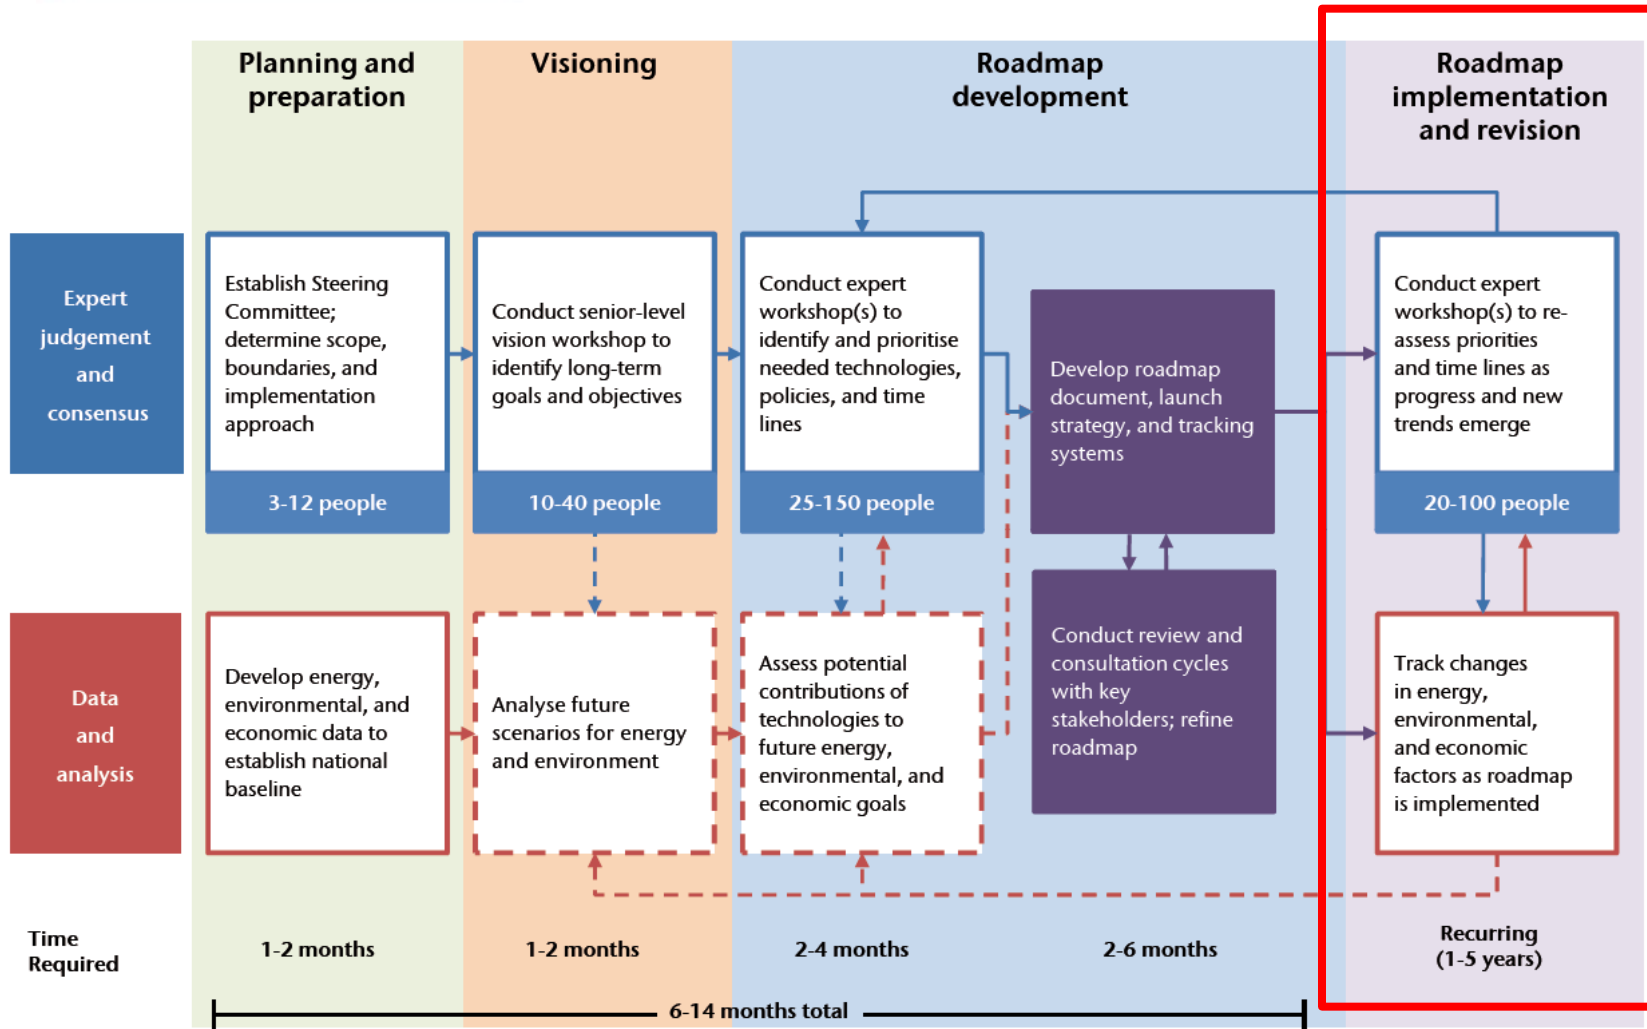 Planning and
preparation
Visioning
Roadmap
development
Roadmap
implementation
and revision
Expert
judgement
and
consensus
Establish Steering
Committee;
determine scope,
boundaries, and
implementation
approach
3-12 people
Conduct senior-level
vision workshop to
identify long-term
goals and objectives
10-40 people
Conduct expert
workshop(s) to
identify and prioritise
needed technologies,
policies, and time
lines
25-150 people
Develop roadmap
document, launch
strategy, and tracking
systems
Conduct expert
workshop(s) to re-
assess priorities
and time lines as
progress and new
trends emerge
20-100 people
Data
and
analysis
Develop energy,
environmental, and
economic data to
establish national
baseline
Analyse future
scenarios for energy
and environment
Assess potential
contributions of
technologies to
future energy,
environmental, and
economic goals
Conduct review and
consultation cycles
with key
stakeholders; refine
roadmap
Track changes
in energy,
environmental,
and economic
factors as roadmap
is implemented
Time
Required
1-2 months
1-2 months
2-4 months
2-6 months
Recurring
(1-5 years)
6-14 months total